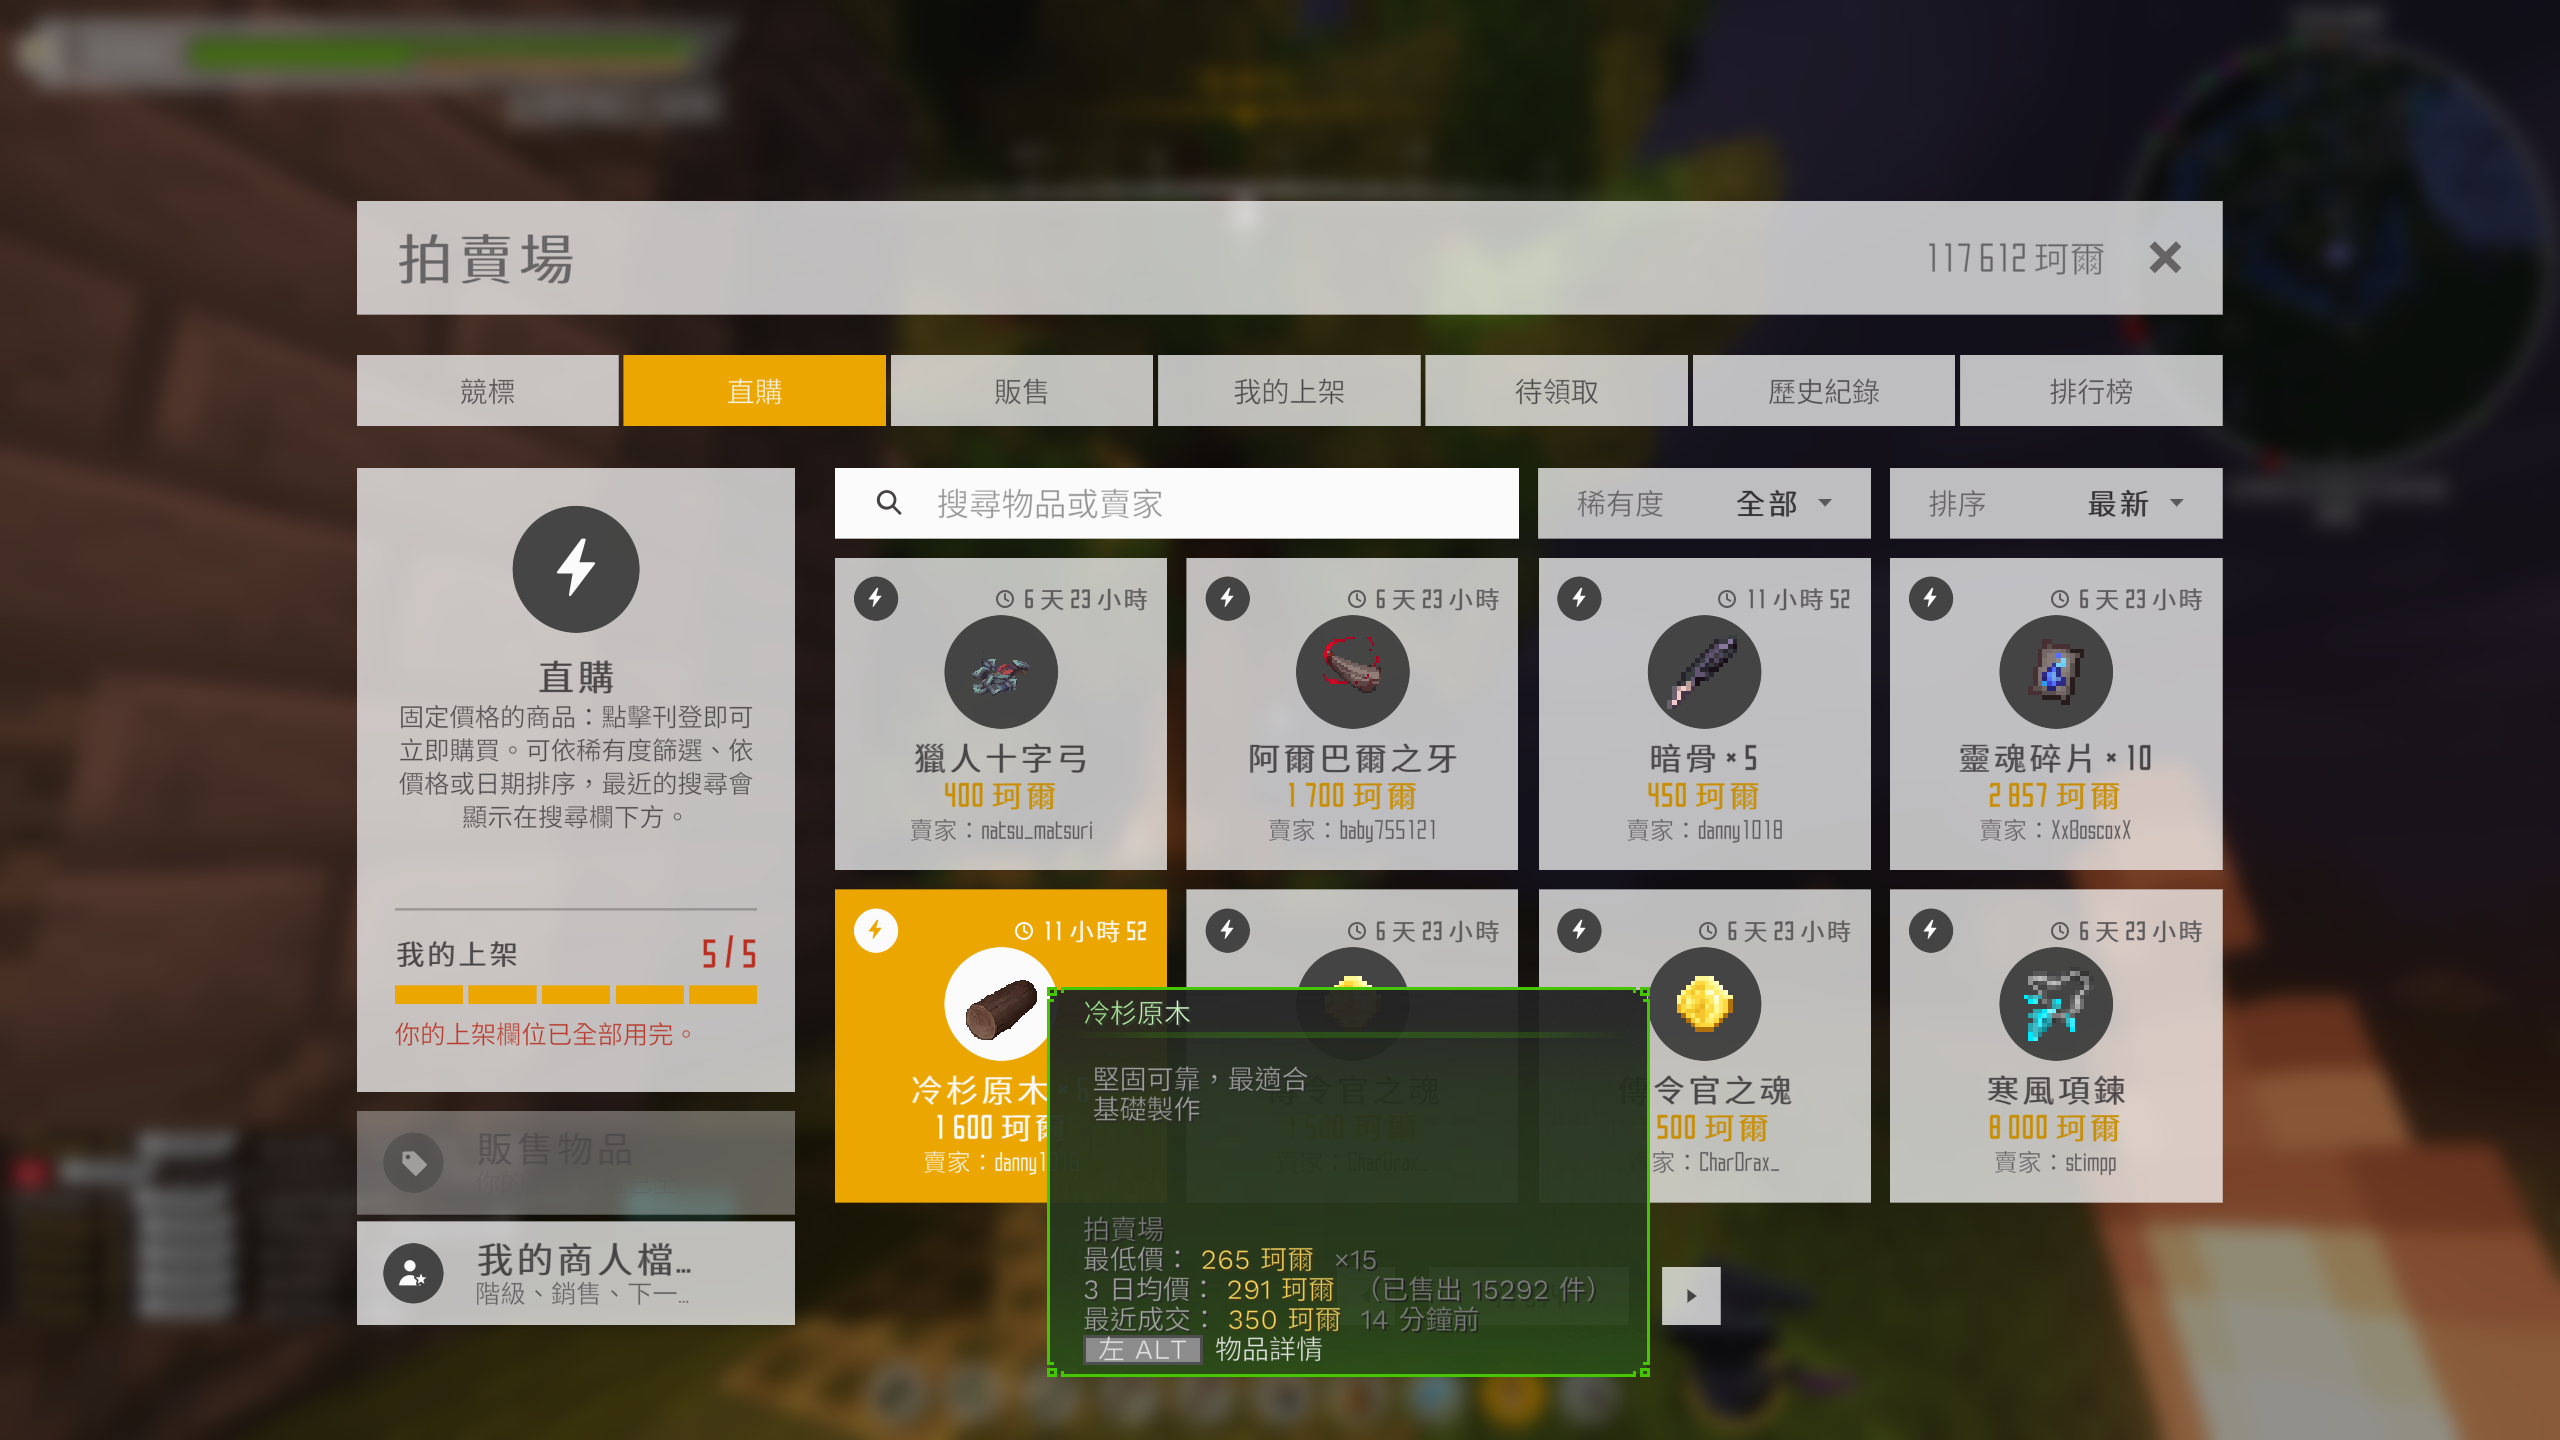 拍賣場
117 612 珂爾
競標
直購
販售
我的上架
待領取
歷史紀錄
排行榜
直購
固定價格的商品：點擊刊登即可
立即購買。可依稀有度篩選、依
價格或日期排序，最近的搜尋會
顯示在搜尋欄下方。
我的上架
5/5
你的上架欄位已全部用完。
販售物品
我的商人檔...
階級、銷售、下一...
搜尋物品或賣家
稀有度 全部
排序 最新
6 天 23 小時
獵人十字弓
400 珂爾
賣家：natsu_matsuri
6 天 23 小時
阿爾巴爾之牙
1 700 珂爾
賣家：baby755121
11 小時 52
暗骨 × 5
450 珂爾
賣家：danny1018
6 天 23 小時
靈魂碎片 × 10
2 857 珂爾
賣家：XxBoscoxX
11 小時 52
冷杉原木
1 600 珂爾
賣家：danny1
6 天 23 小時
令官之魂
賣家：CharDrax_
6 天 23 小時
傳令官之魂
500 珂爾
家：CharDrax_
6 天 23 小時
寒風項鍊
8 000 珂爾
賣家：stimpp
冷杉原木
堅固可靠，最適合
基礎製作
拍賣場
最低價： 265 珂爾 ×15
3 日均價： 291 珂爾 （已售出 15292 件）
最近成交： 350 珂爾 14 分鐘前
左 ALT 物品詳情